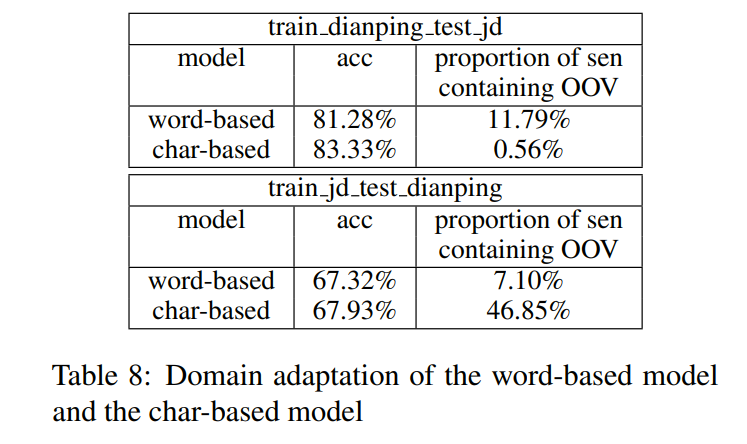 train_dianping_test_jd
model acc proportion of sen
containing OOV
word-based 81.28% 11.79%
char-based 83.33% 0.56%
train_jd_test_dianping
model acc proportion of sen
containing OOV
word-based 67.32% 7.10%
char-based 67.93% 46.85%
Table 8: Domain adaptation of the word-based model
and the char-based model